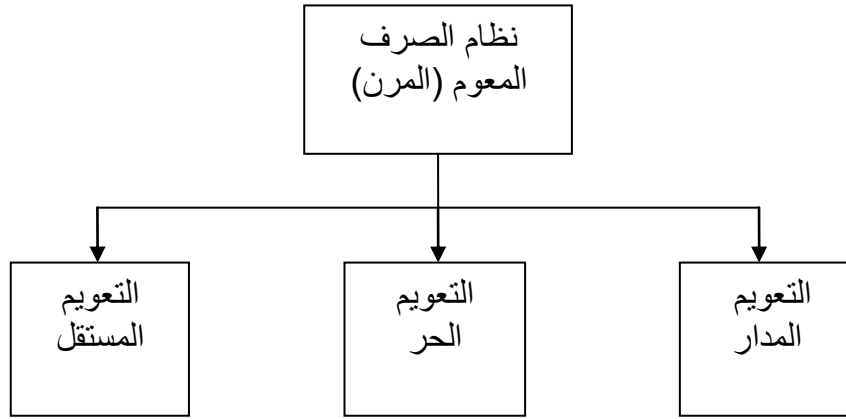 نظام الصرف
المعوم (المرن)
التعويم
المدار
التعويم
الحر
التعويم
المستقل